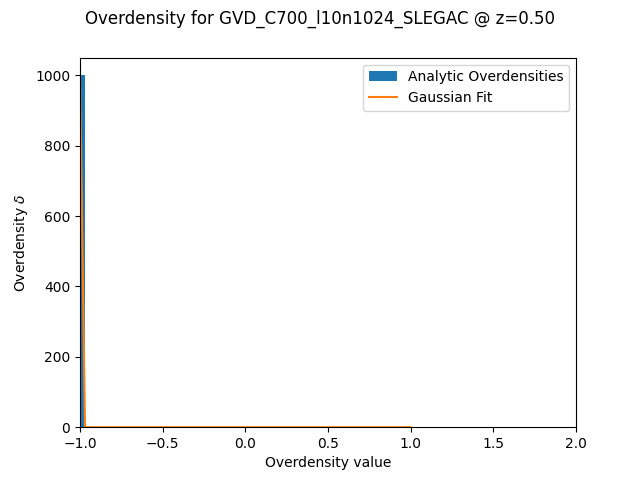 Overdensity for GVD_C700_l10n1024_SLEGAC @ z=0.50
Analytic Overdensities
Gaussian Fit
Overdensity δ
1000
800
600
400
200
0
−1.0
−0.5
0.0
0.5
1.0
1.5
2.0
Overdensity value